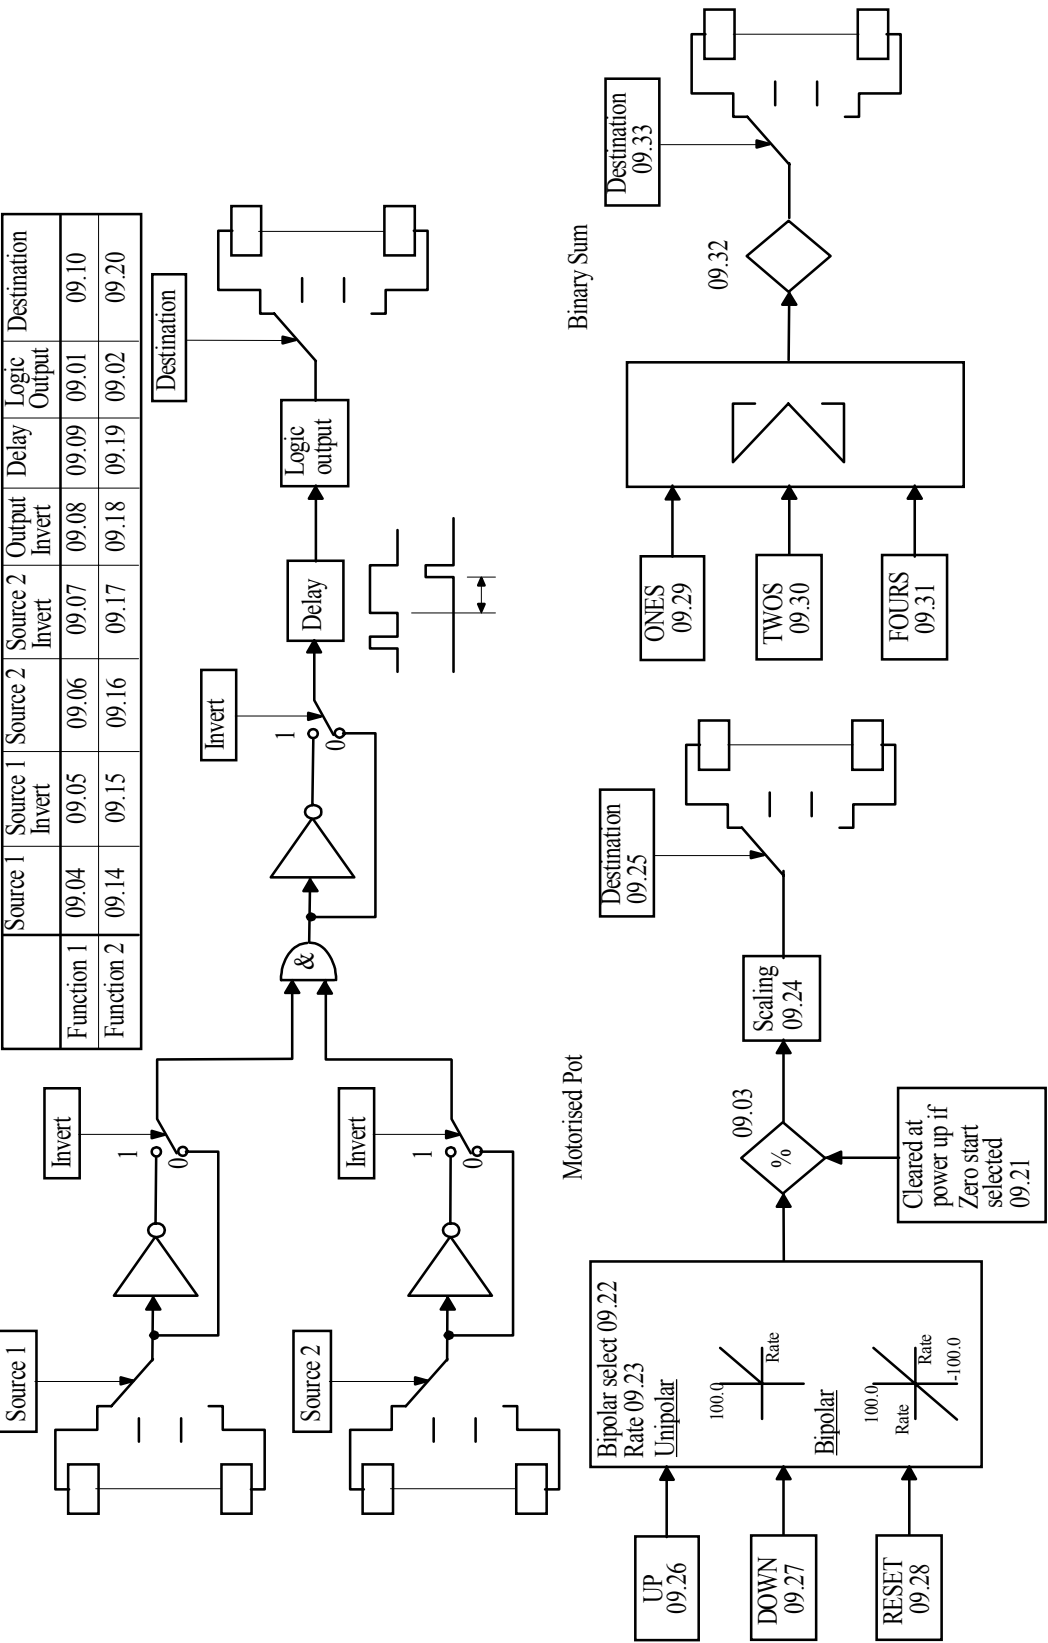 Source 1
Source 1
Invert
Source 2
Source 2
Invert
Output
Invert
Delay
Logic
Output
Destination
Function 1
09.04
09.05
09.06
09.07
09.08
09.09
09.01
09.10
Function 2
09.14
09.15
09.16
09.17
09.18
09.19
09.02
09.20
Source 1
Invert
1
0
Source 2
Invert
1
0
&
Invert
1
0
Delay
Logic
output
Destination
Motorised Pot
UP
09.26
DOWN
09.27
RESET
09.28
Bipolar select 09.22
Rate 09.23
Unipolar
100.0
Rate
Bipolar
100.0
Rate
Rate
-100.0
%
09.03
Cleared at
power up if
Zero start
selected
09.21
Scaling
09.24
Destination
09.25
Binary Sum
ONES
09.29
TWOS
09.30
FOURS
09.31
Σ
09.32
Destination
09.33